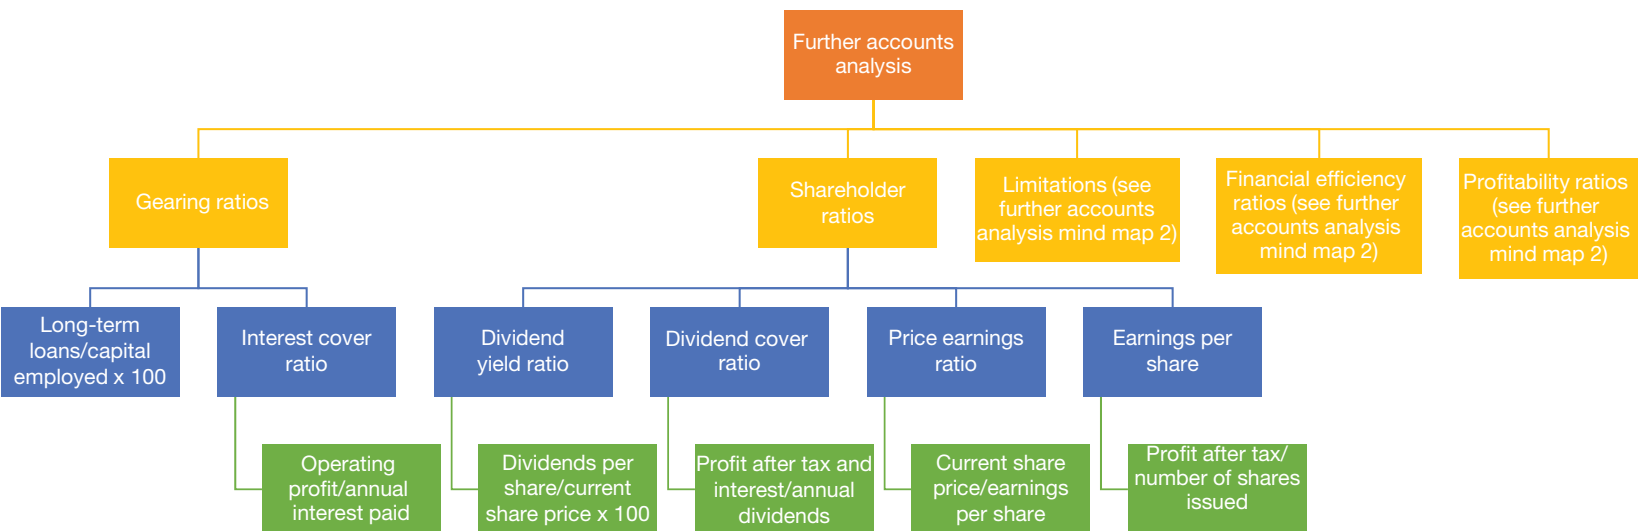 Further accounts
analysis
Gearing ratios
Shareholder
ratios
Limitations (see
further accounts
analysis mind map 2)
Financial efficiency
ratios (see further
accounts analysis
mind map 2)
Profitability ratios
(see further
accounts analysis
mind map 2)
Long-term
loans/capital
employed x 100
Interest cover
ratio
Dividend
yield ratio
Dividend cover
ratio
Price earnings
ratio
Earnings per
share
Operating
profit/annual
interest paid
Dividends per
share/current
share price x 100
Profit after tax and
interest/annual
dividends
Current share
price/earnings
per share
Profit after tax/
number of shares
issued